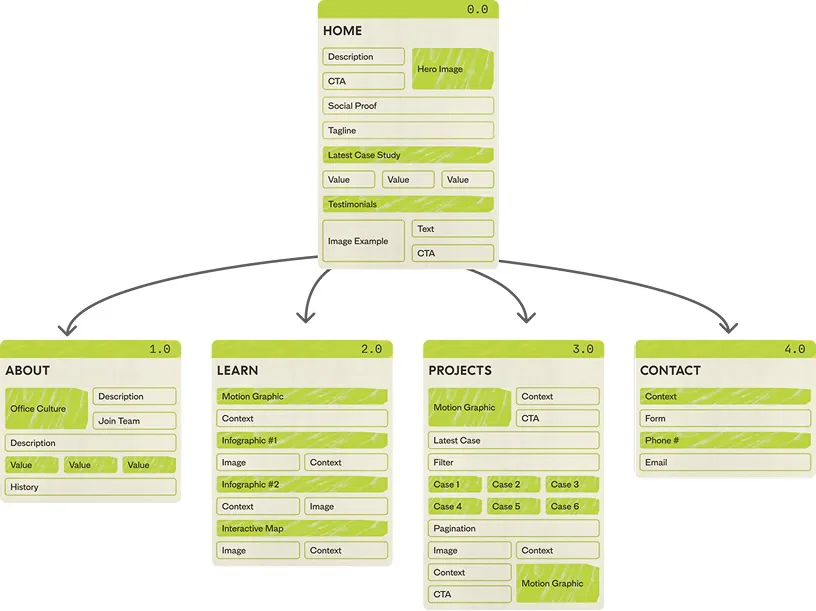 0.0
HOME
Description
Hero Image
CTA
Social Proof
Tagline
Latest Case Study
Value Value Value
Testimonials
Image Example
Text
CTA
1.0
ABOUT
Office Culture
Description
Join Team
Description
Value Value Value
History
2.0
LEARN
Motion Graphic
Context
Infographic #1
Image Context
Infographic #2
Context Image
Interactive Map
Image Context
3.0
PROJECTS
Motion Graphic
Context
CTA
Latest Case
Filter
Case 1 Case 2 Case 3
Case 4 Case 5 Case 6
Pagination
Image Context
Context
CTA
Motion Graphic
4.0
CONTACT
Context
Form
Phone #
Email